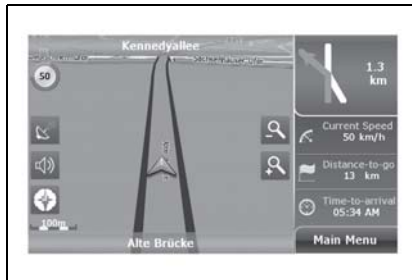 Kennedyallee
50
1.3
km
Current Speed
50 km/h
Distance-to-go
13 km
Time-to-arrival
05:34 AM
100m
Alte Brücke
Main Menu